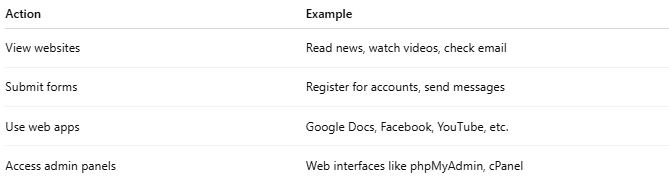 Action Example
View websites Read news, watch videos, check email
Submit forms Register for accounts, send messages
Use web apps Google Docs, Facebook, YouTube, etc.
Access admin panels Web interfaces like phpMyAdmin, cPanel